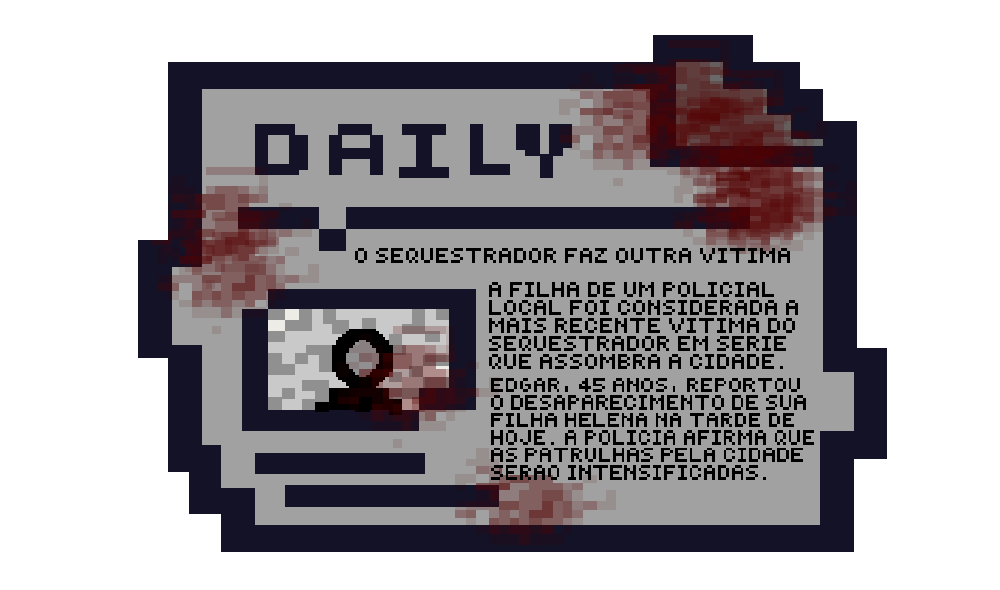 DAILY
O SEQUESTRADOR FAZ OUTRA VITIMA
A FILHA DE UM POLICIAL
LOCAL FOI CONSIDERADA A
MAIS RECENTE VITIMA DO
SEQUESTRADOR EM SERIE
QUE ASSOMBRA A CIDADE.
EDGAR, 45 ANOS, REPORTOU
O DESAPARECIMENTO DE SUA
FILHA HELENA NA TARDE DE
HOJE. A POLICIA AFIRMA QUE
AS PATRULHAS PELA CIDADE
SERAO INTENSIFICADAS.